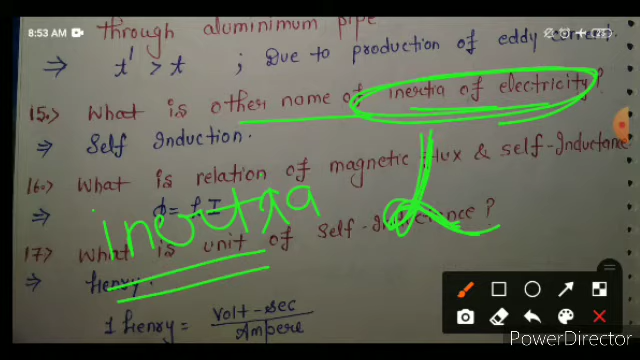 8:53 AM
through aluminimum pipe
⇒ t' > t ; Due to production of eddy current
15.) What is other name of inertia of electricity?
⇒ Self Induction.
16.) What is relation of magnetic flux & self-Inductance
⇒ ϕ = L I
inertia L
17.) What is unit of Self-Inductance?
⇒ henry.
1 henry = Volt-sec
Ampere
PowerDirector